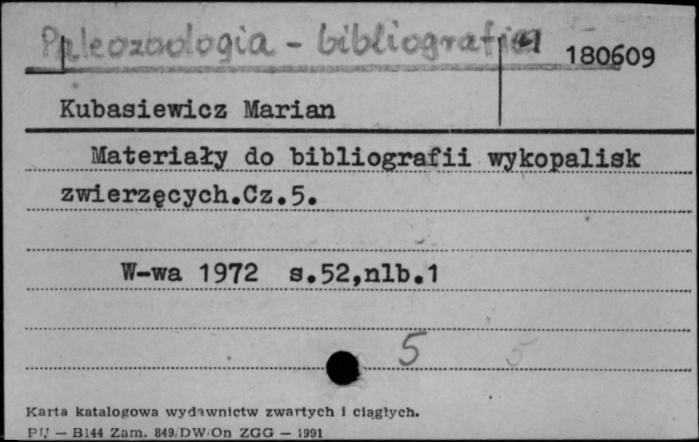 Paleozoologia - bibliografia
180609
Kubasiewicz Marian
Materiały do bibliografii wykopalisk
zwierzęcych.Cz.5.
W-wa 1972 s.52,nlb.1
5 5
Karta katalogowa wydawnictw zwartych i ciągłych.
PU — B144 Zam. 849/DW/On ZGG — 1991